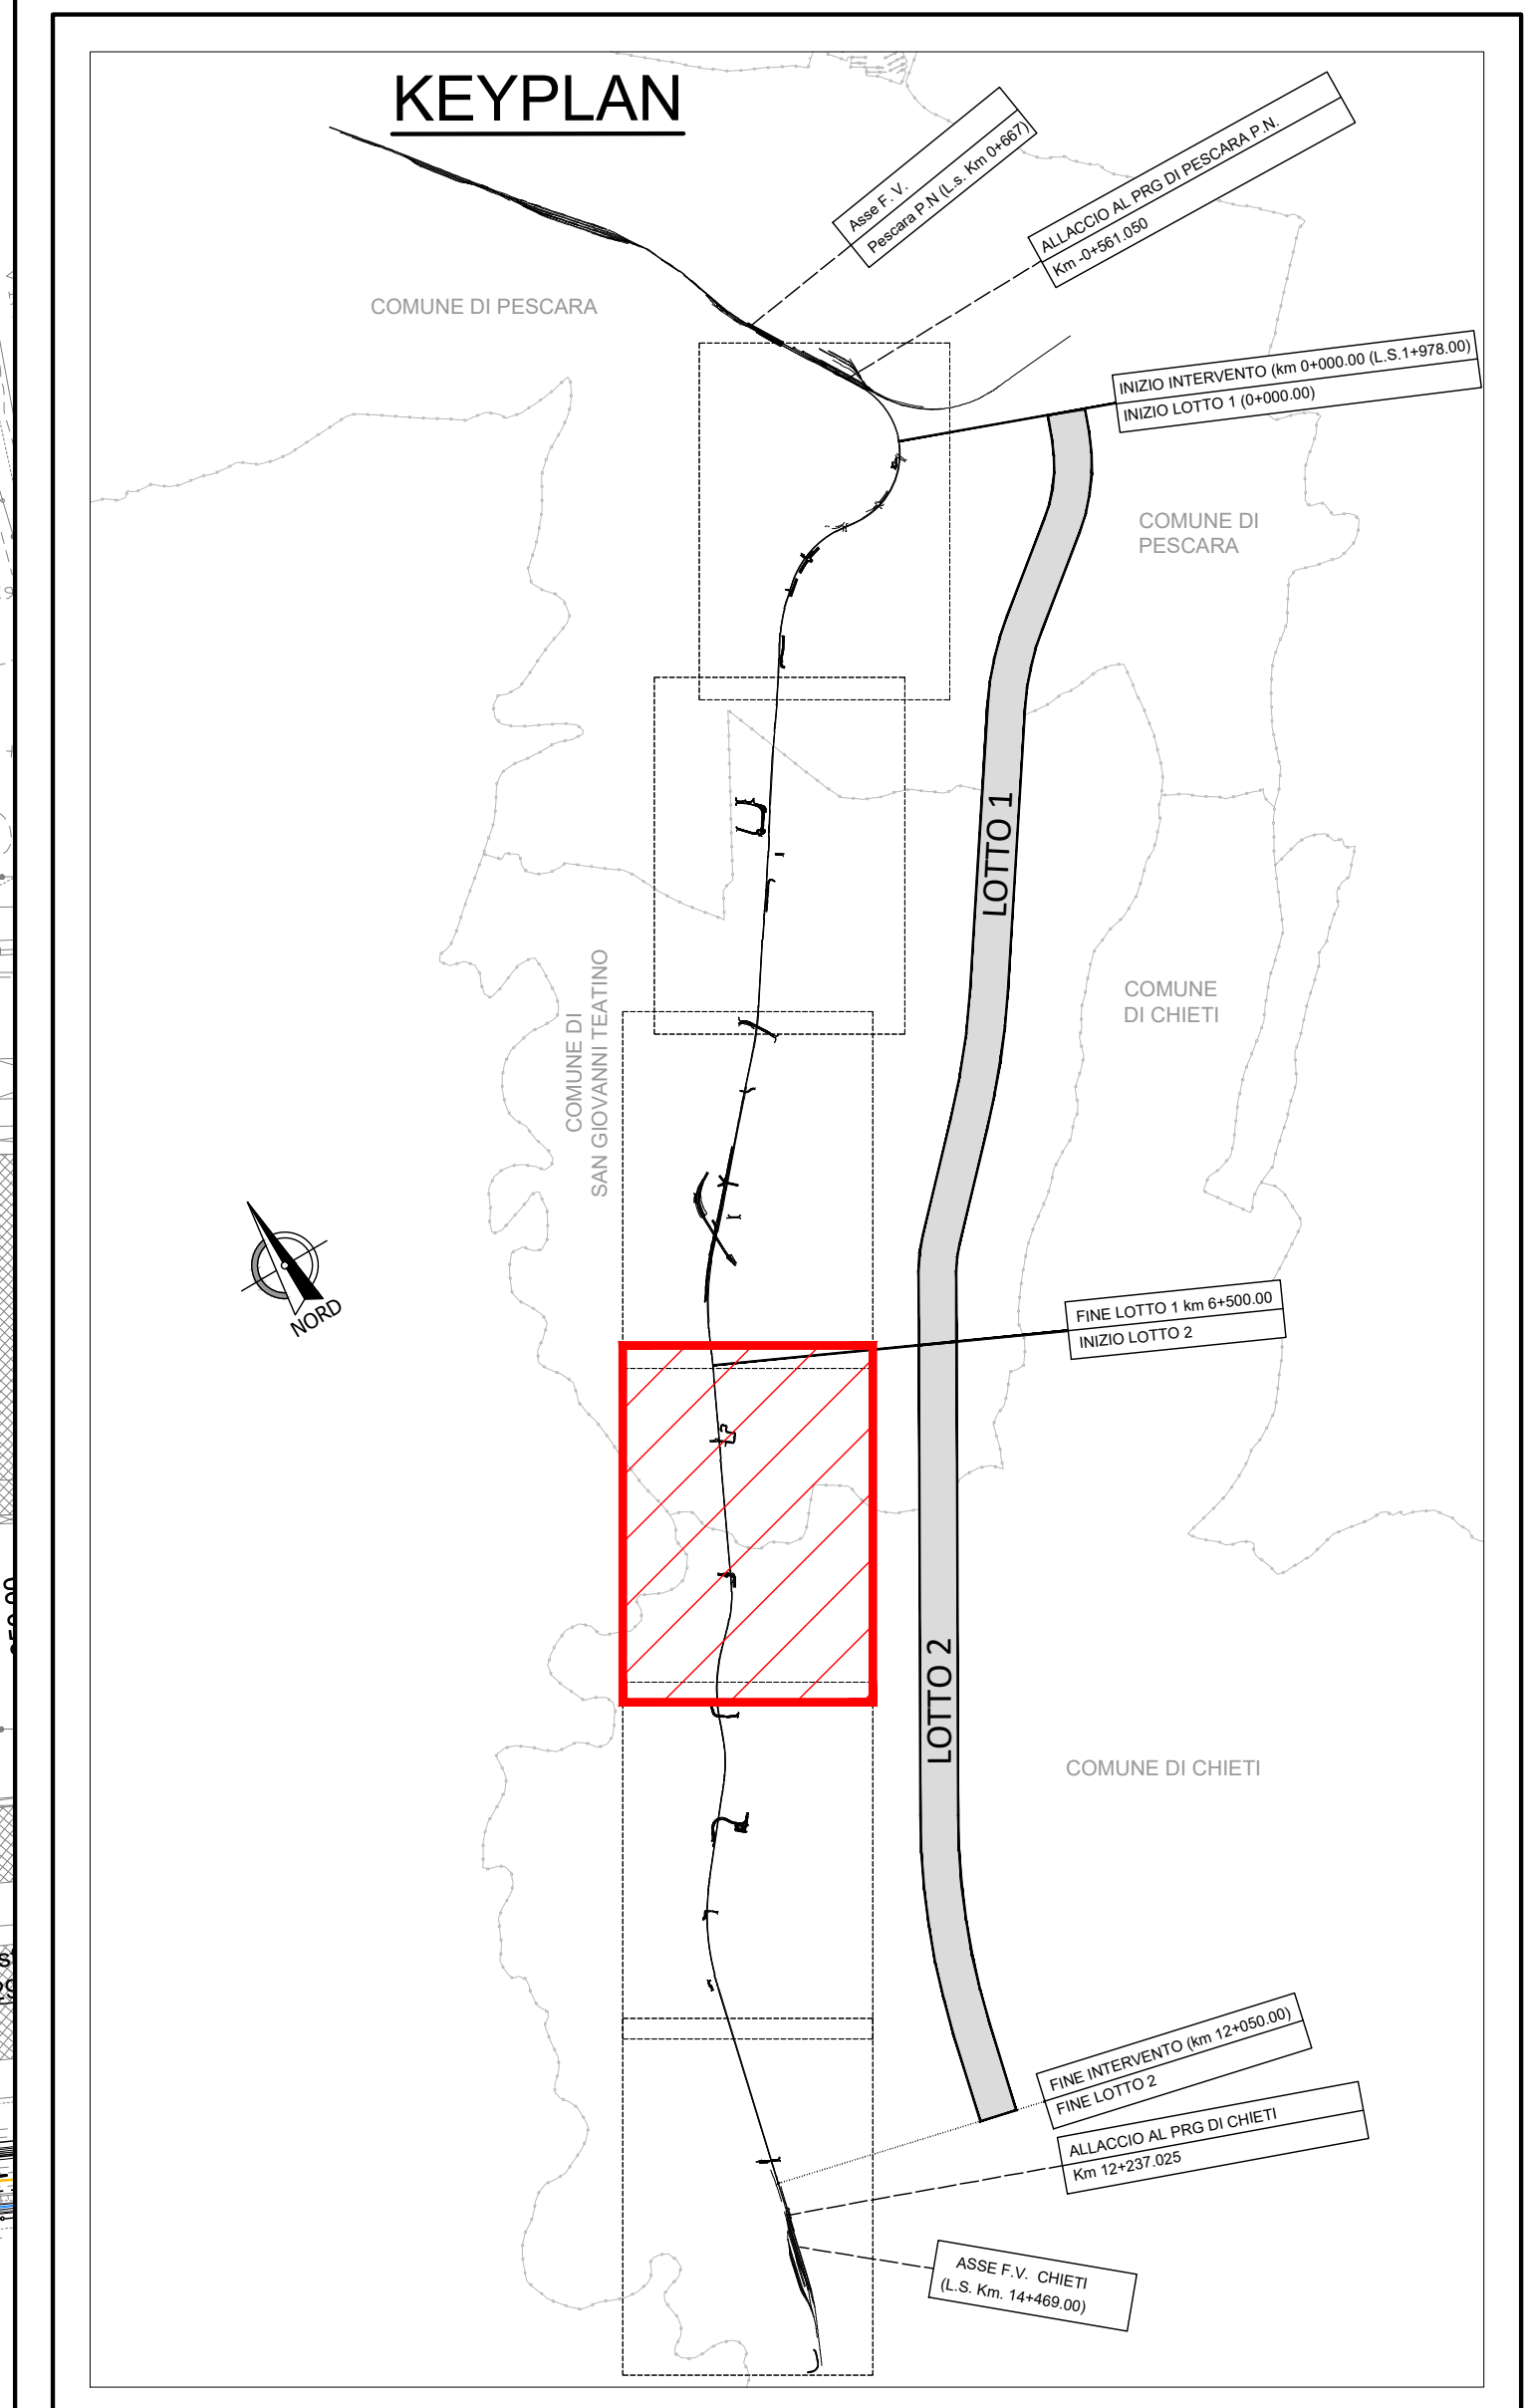 KEYPLAN
Asse F. V.
Pescara P.N (L.s. Km 0+667)
ALLACCIO AL PRG DI PESCARA P.N.
Km -0+561.050
COMUNE DI PESCARA
INIZIO INTERVENTO (km 0+000.00 (L.S.1+978.00)
INIZIO LOTTO 1 (0+000.00)
COMUNE DI
PESCARA
LOTTO 1
COMUNE DI
SAN GIOVANNI TEATINO
COMUNE
DI CHIETI
NORD
FINE LOTTO 1 km 6+500.00
INIZIO LOTTO 2
LOTTO 2
COMUNE DI CHIETI
FINE INTERVENTO (km 12+050.00)
FINE LOTTO 2
ALLACCIO AL PRG DI CHIETI
Km 12+237.025
ASSE F.V. CHIETI
(L.S. Km. 14+469.00)